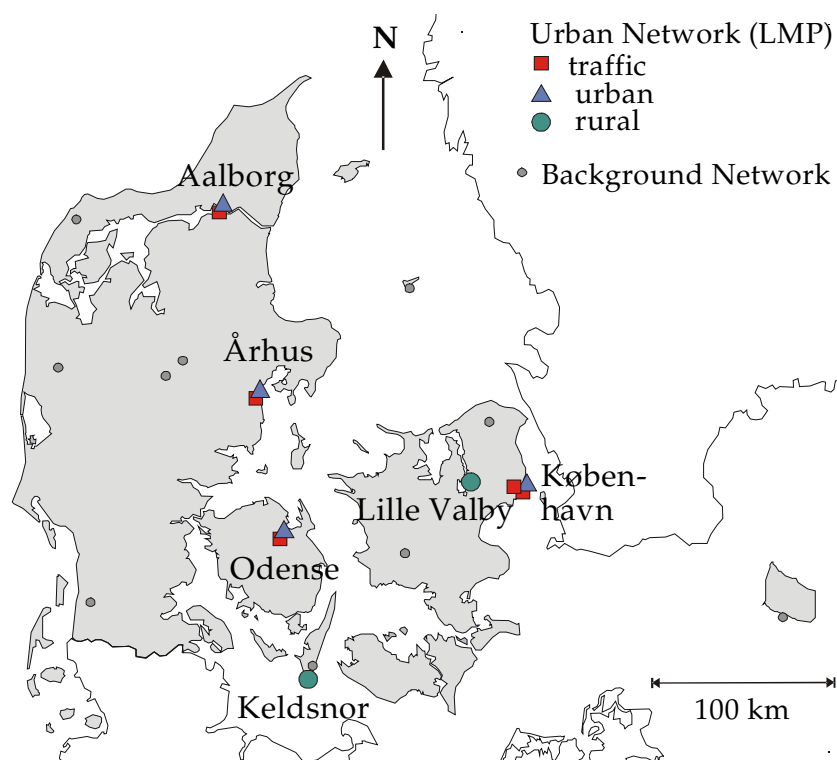 N
Urban Network (LMP)
traffic
urban
rural
Background Network
Aalborg
Århus
Køben-
havn
Lille Valby
Odense
Keldsnor
100 km